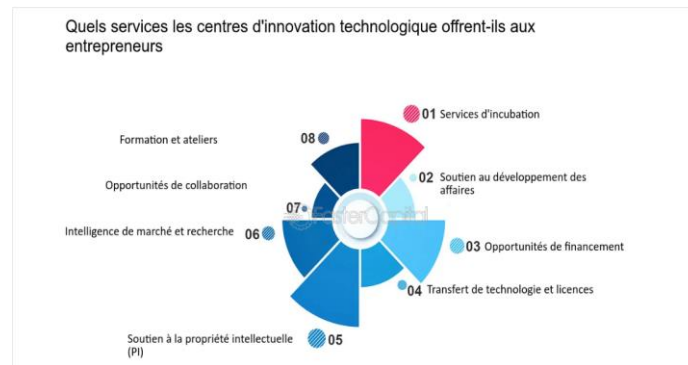 Quels services les centres d'innovation technologique offrent-ils aux
entrepreneurs
01 Services d'incubation
02 Soutien au développement des
affaires
03 Opportunités de financement
04 Transfert de technologie et licences
05
Soutien à la propriété intellectuelle
(PI)
06
Intelligence de marché et recherche
07
Opportunités de collaboration
08
Formation et ateliers
FasterCapital